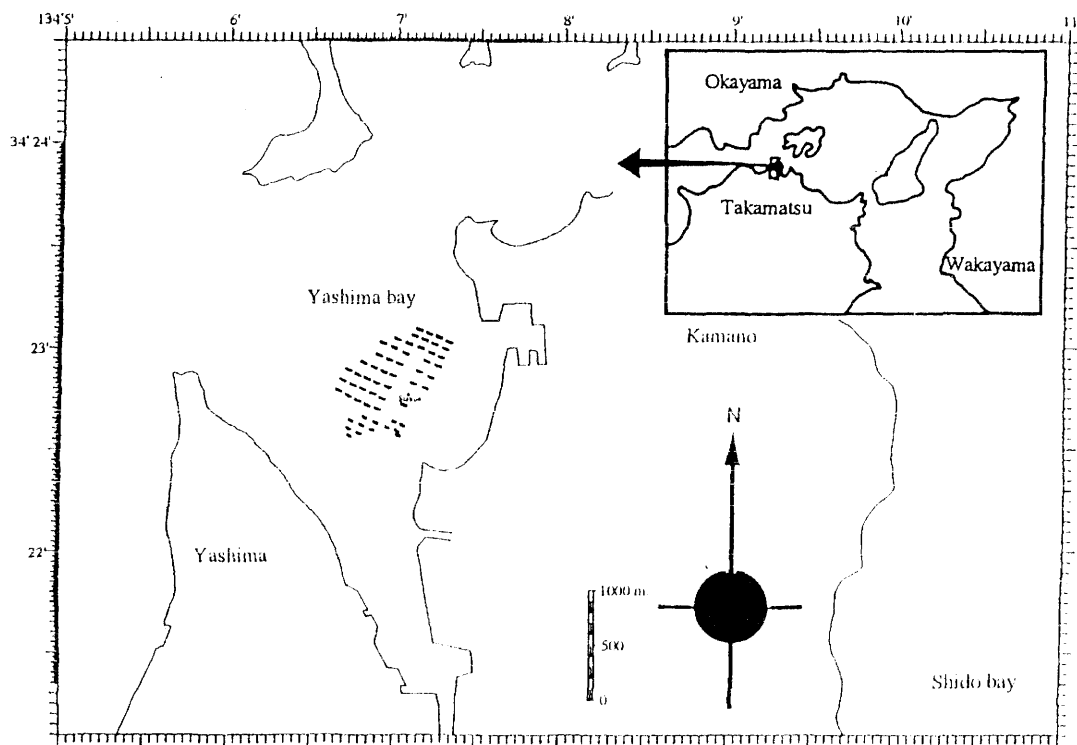 134°5' 6' 7' 8' 9' 10' 11
Okayama
34° 24'
Takamatsu
Wakayama
Yashima bay
Kamano
23'
N
22'
Yashima
1000 m
500
0
Shido bay